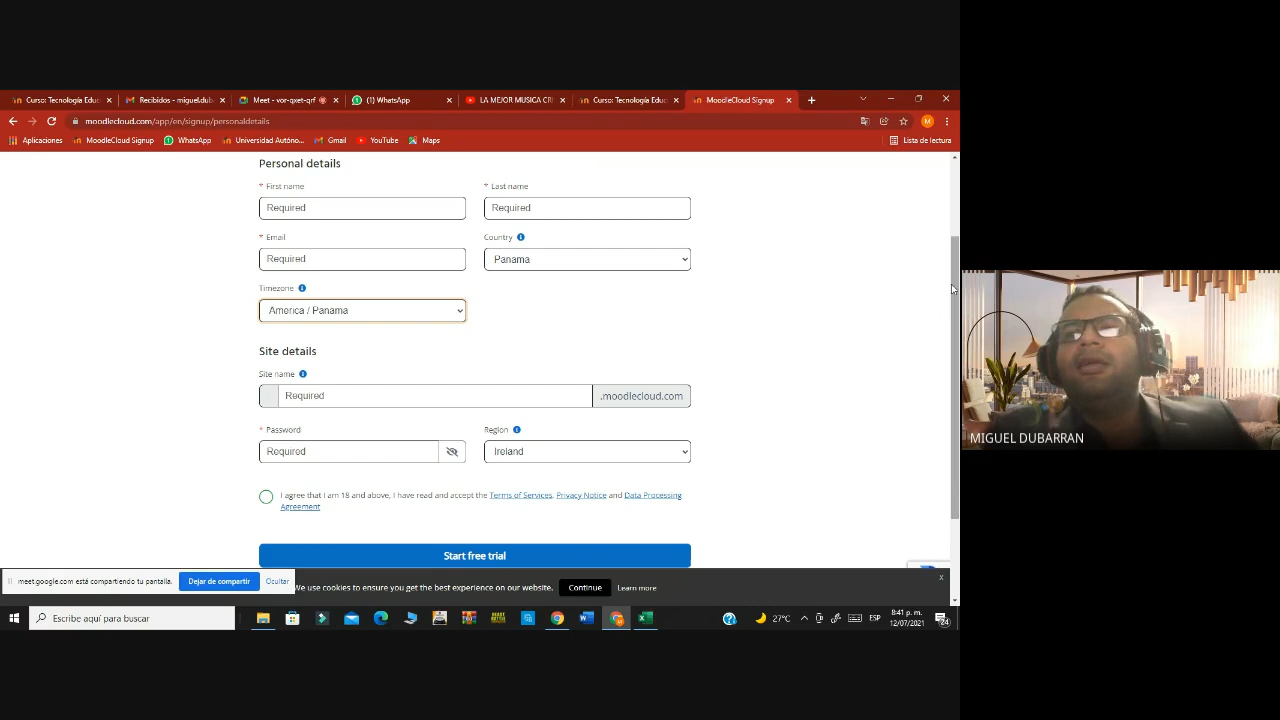 Curso: Tecnología Educ
Recibidos - miguel.dub
Meet - vor-qxet-qrf
(1) WhatsApp
LA MEJOR MUSICA CRI
Curso: Tecnología Educ
MoodleCloud Signup
moodlecloud.com/app/en/signup/personaldetails
Aplicaciones
MoodleCloud Signup
WhatsApp
Universidad Autóno...
Gmail
YouTube
Maps
Lista de lectura
Personal details
* First name
* Last name
Required
Required
* Email
Country
Required
Panama
Timezone
America / Panama
Site details
Site name
Required
.moodlecloud.com
* Password
Region
Required
Ireland
I agree that I am 18 and above, I have read and accept the Terms of Services, Privacy Notice and Data Processing
Agreement
Start free trial
meet.google.com está compartiendo tu pantalla.
Dejar de compartir
Ocultar
We use cookies to ensure you get the best experience on our website.
Continue
Learn more
x
Escribe aquí para buscar
27°C
ESP
8:41 p. m.
12/07/2021
24
MIGUEL DUBARRAN